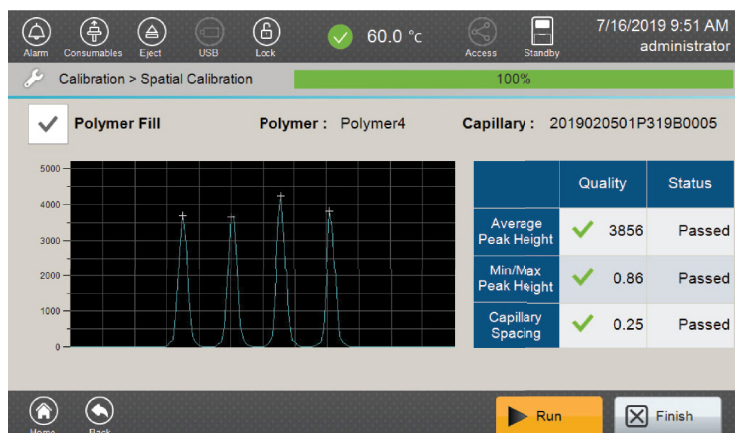 7/16/2019 9:51 AM
60.0 °c
administrator
Alarm Consumables Eject USB Lock Access Standby
Calibration > Spatial Calibration 100%
Polymer Fill Polymer : Polymer4 Capillary : 2019020501P319B0005
5000
4000
3000
2000
1000
0
Quality Status
Average
Peak Height 3856 Passed
Min/Max
Peak Height 0.86 Passed
Capillary
Spacing 0.25 Passed
Run Finish
Home Back